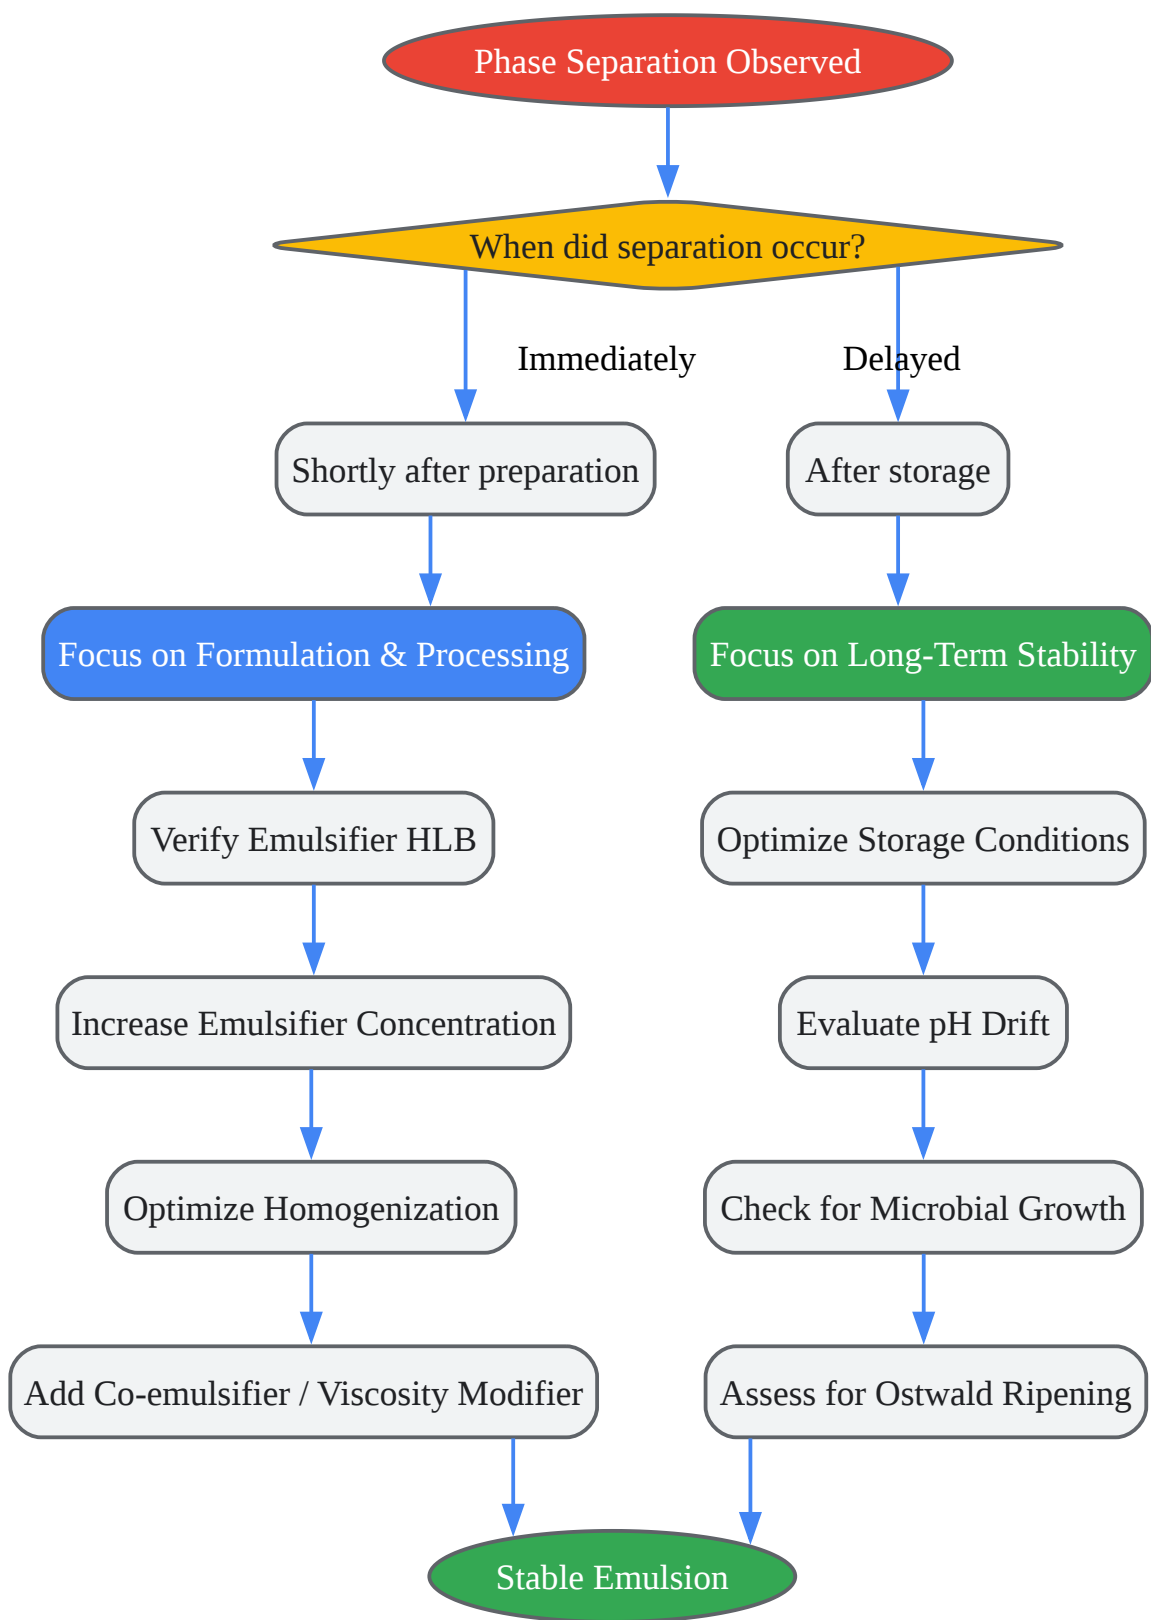 Phase Separation Observed
When did separation occur?
Immediately
Delayed
Shortly after preparation
After storage
Focus on Formulation & Processing
Focus on Long-Term Stability
Verify Emulsifier HLB
Optimize Storage Conditions
Increase Emulsifier Concentration
Evaluate pH Drift
Optimize Homogenization
Check for Microbial Growth
Add Co-emulsifier / Viscosity Modifier
Assess for Ostwald Ripening
Stable Emulsion